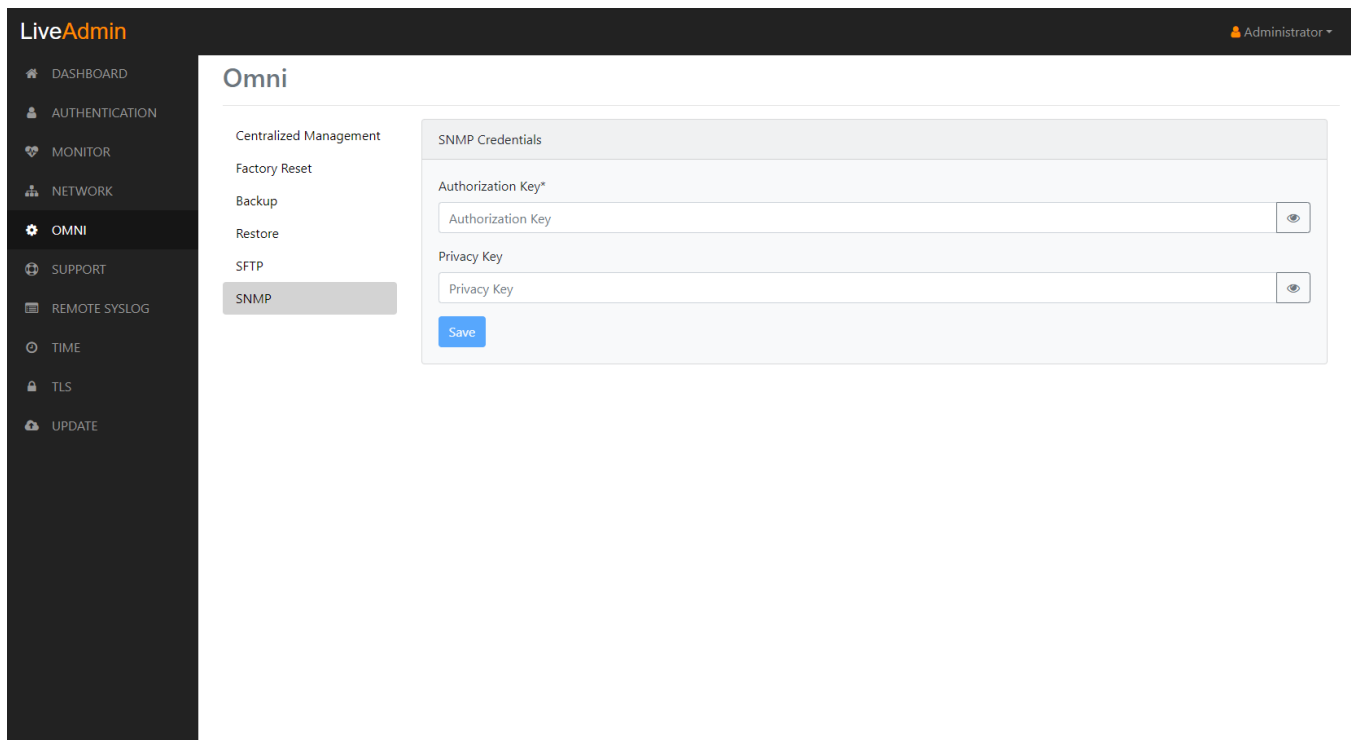 LiveAdmin
Administrator
DASHBOARD
AUTHENTICATION
MONITOR
NETWORK
OMNI
SUPPORT
REMOTE SYSLOG
TIME
TLS
UPDATE
Omni
Centralized Management
Factory Reset
Backup
Restore
SFTP
SNMP
SNMP Credentials
Authorization Key*
Authorization Key
Privacy Key
Privacy Key
Save